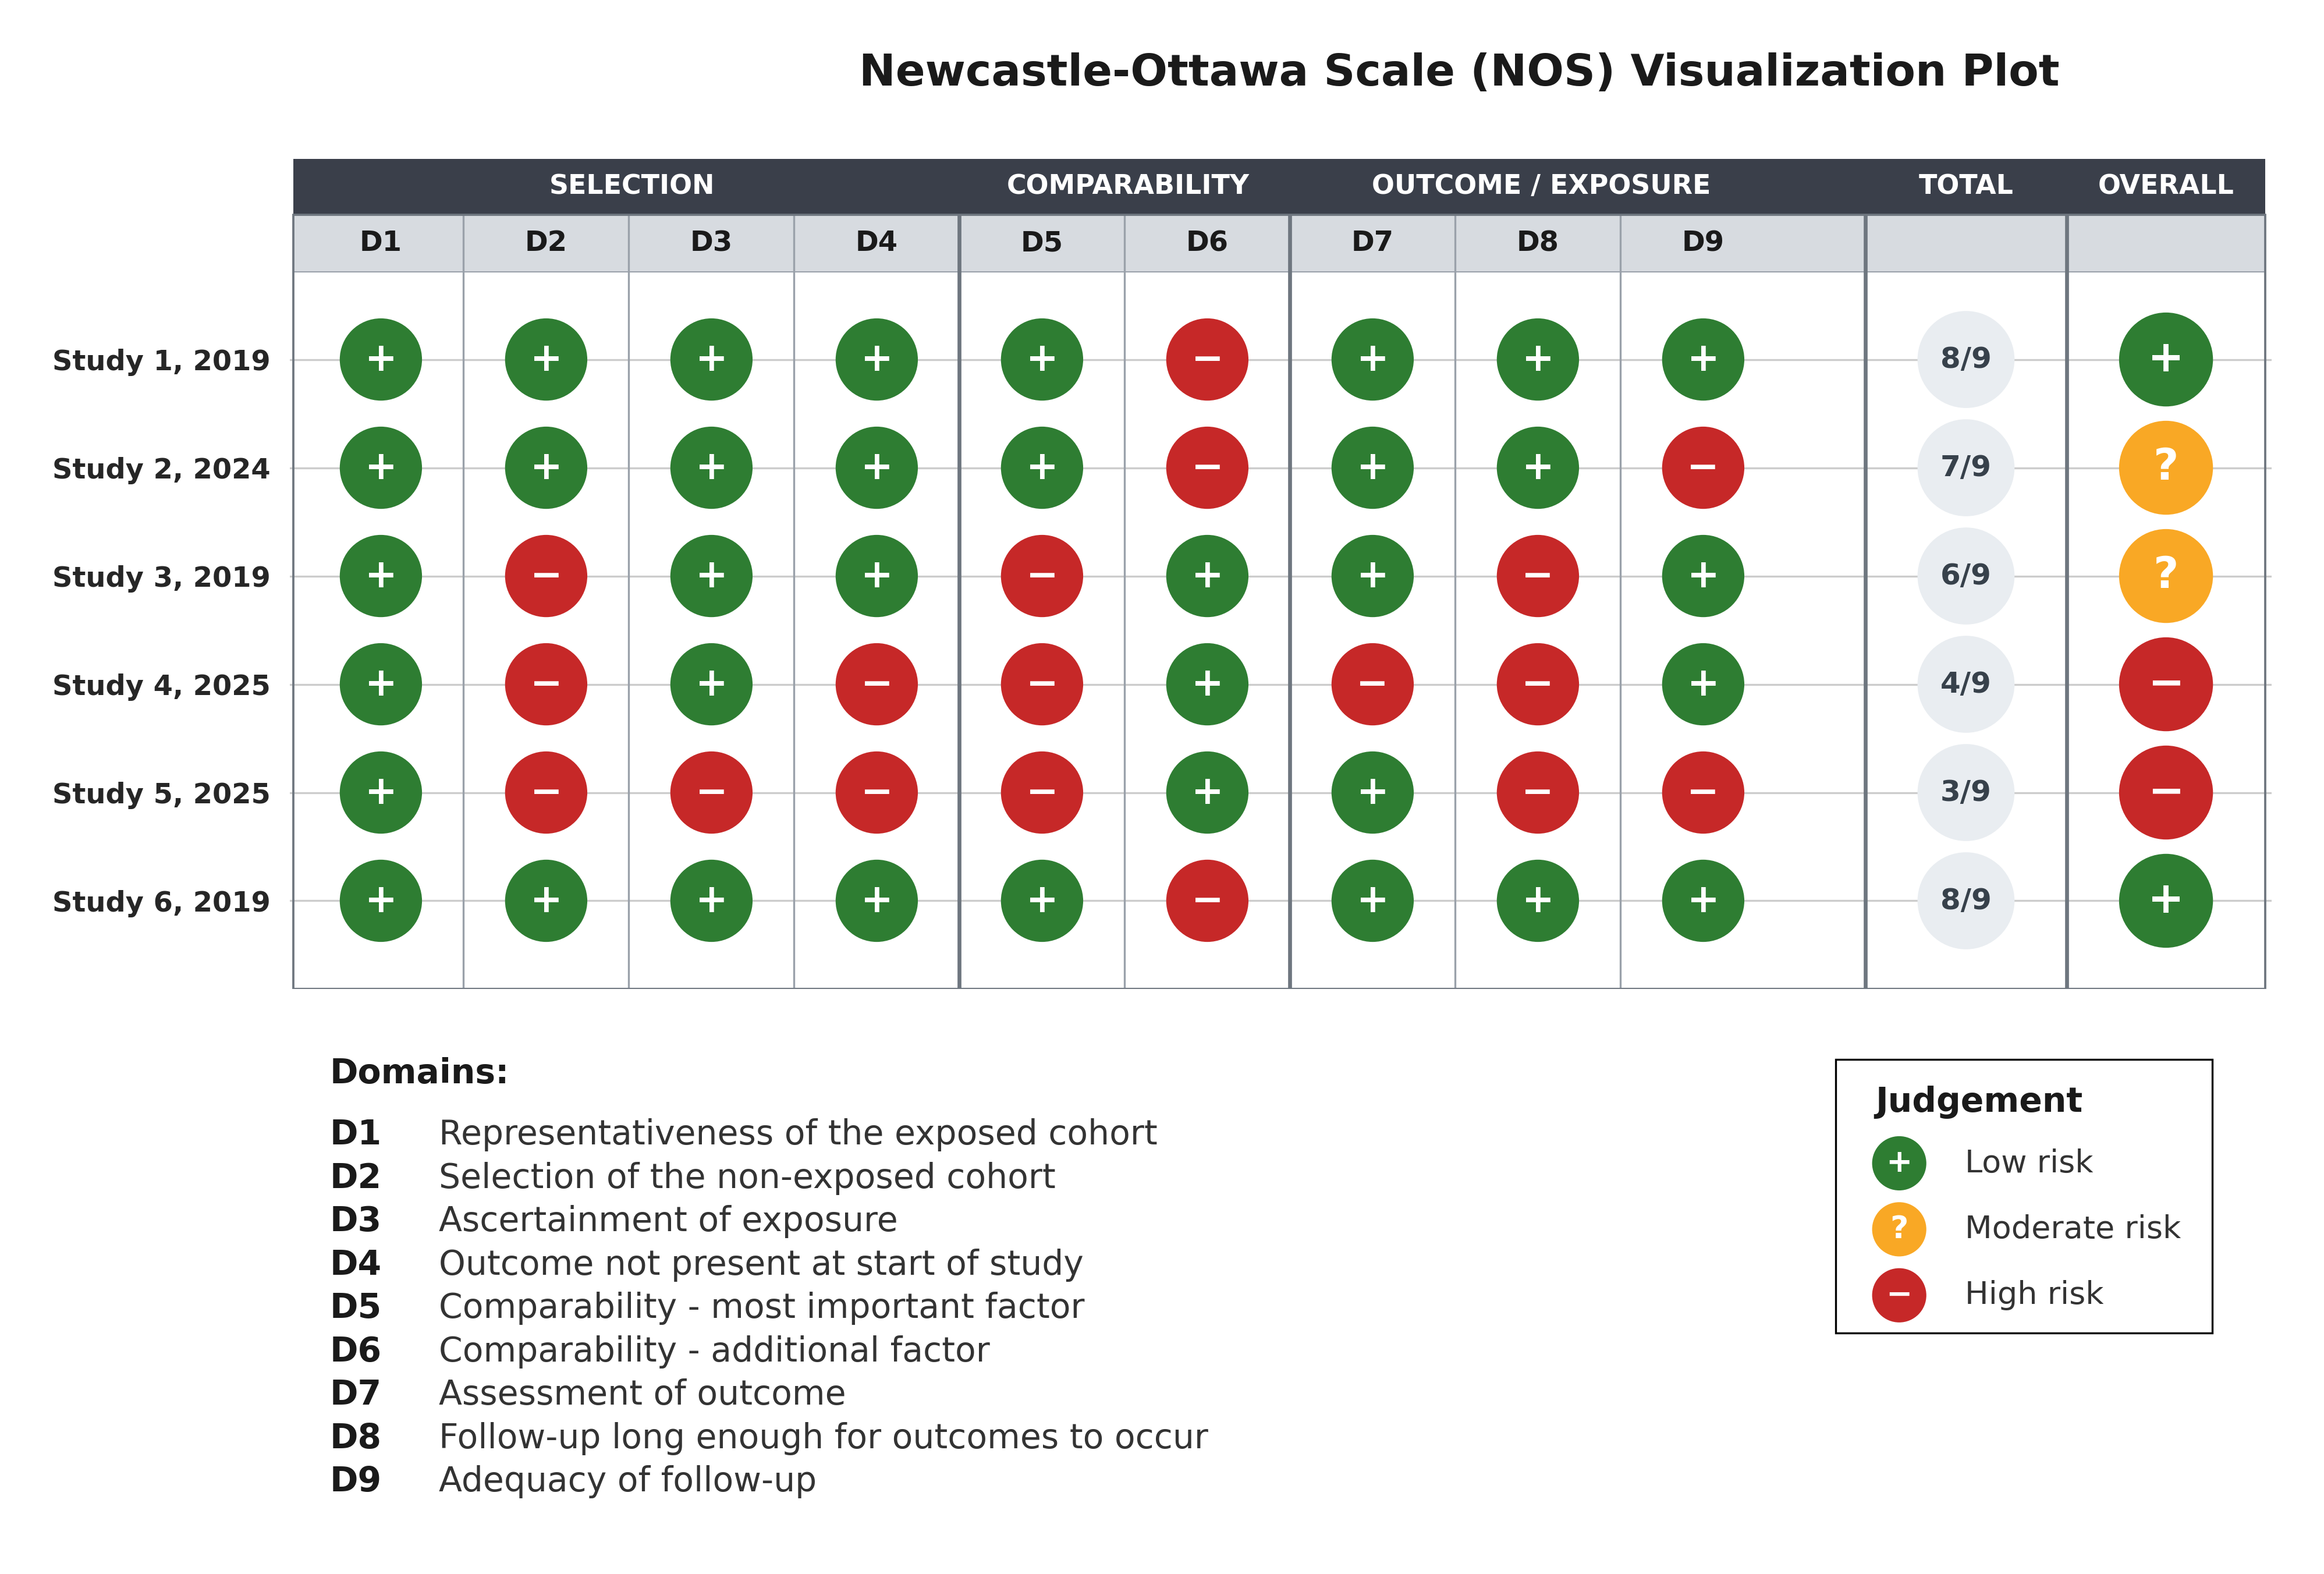 Newcastle-Ottawa Scale (NOS) Visualization Plot
SELECTION COMPARABILITY OUTCOME / EXPOSURE TOTAL OVERALL
D1 D2 D3 D4 D5 D6 D7 D8 D9
Study 1, 2019 + + + + + − + + + 8/9 +
Study 2, 2024 + + + + + − + + − 7/9 ?
Study 3, 2019 + − + + − + + − + 6/9 ?
Study 4, 2025 + − + − − + − − + 4/9 −
Study 5, 2025 + − − − − + + − − 3/9 −
Study 6, 2019 + + + + + − + + + 8/9 +
Domains:
D1 Representativeness of the exposed cohort
D2 Selection of the non-exposed cohort
D3 Ascertainment of exposure
D4 Outcome not present at start of study
D5 Comparability - most important factor
D6 Comparability - additional factor
D7 Assessment of outcome
D8 Follow-up long enough for outcomes to occur
D9 Adequacy of follow-up
Judgement
+ Low risk
? Moderate risk
− High risk